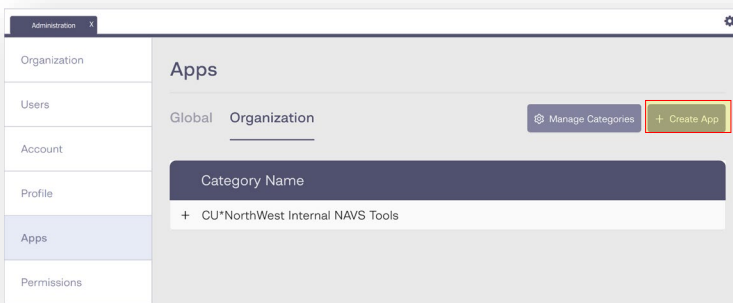 Administration X
Organization
Users
Account
Profile
Apps
Permissions
Apps
Global Organization
Manage Categories + Create App
Category Name
+ CU*NorthWest Internal NAVS Tools